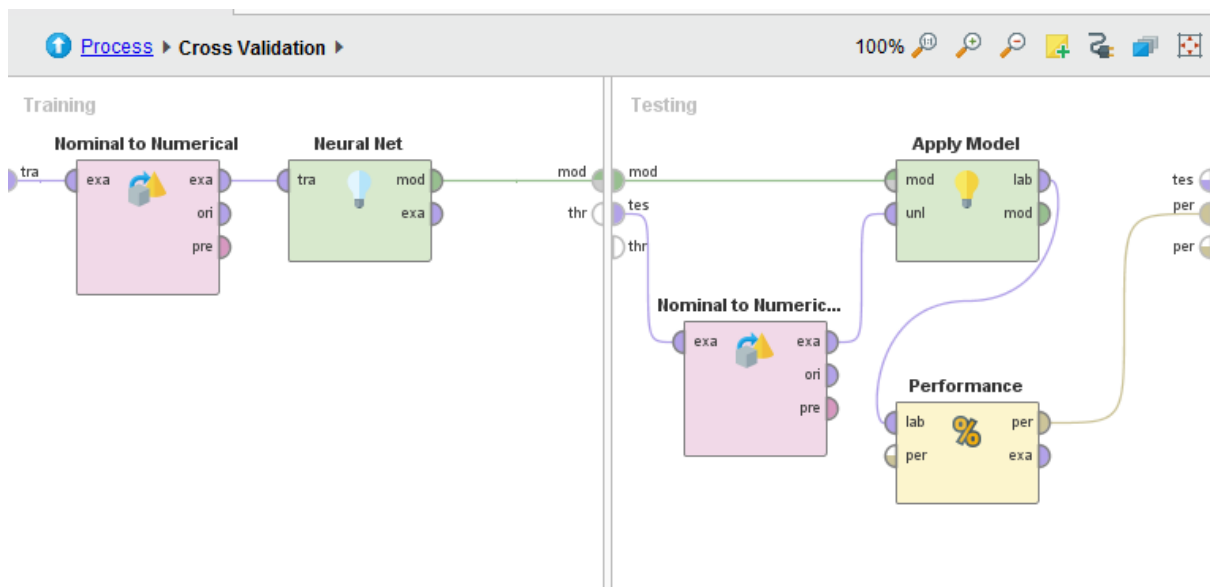 Process Cross Validation
100%
Training
Nominal to Numerical
tra
exa
exa
ori
pre
Neural Net
tra
mod
exa
mod
thr
Testing
mod
tes
thr
Nominal to Numeric...
exa
exa
ori
pre
Apply Model
mod
lab
unl
mod
Performance
lab
per
per
exa
tes
per
per